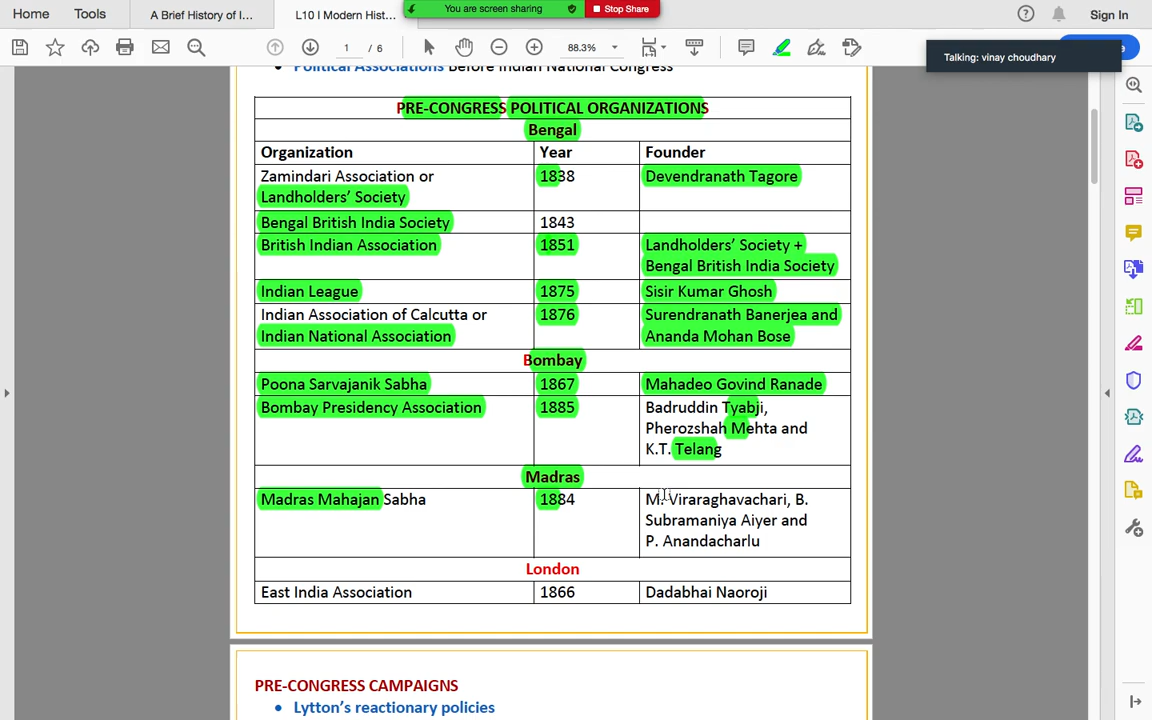 Home Tools A Brief History of I... L10 I Modern Hist... You are screen sharing Stop Share Sign In
1 / 6 88.3%
Talking: vinay choudhary
Political Associations Before Indian National Congress
PRE-CONGRESS POLITICAL ORGANIZATIONS
Bengal
Organization Year Founder
Zamindari Association or 1838 Devendranath Tagore
Landholders' Society
Bengal British India Society 1843
British Indian Association 1851 Landholders' Society +
Bengal British India Society
Indian League 1875 Sisir Kumar Ghosh
Indian Association of Calcutta or 1876 Surendranath Banerjea and
Indian National Association Ananda Mohan Bose
Bombay
Poona Sarvajanik Sabha 1867 Mahadeo Govind Ranade
Bombay Presidency Association 1885 Badruddin Tyabji,
Pherozshah Mehta and
K.T. Telang
Madras
Madras Mahajan Sabha 1884 M. Viraraghavachari, B.
Subramaniya Aiyer and
P. Anandacharlu
London
East India Association 1866 Dadabhai Naoroji
PRE-CONGRESS CAMPAIGNS
• Lytton's reactionary policies